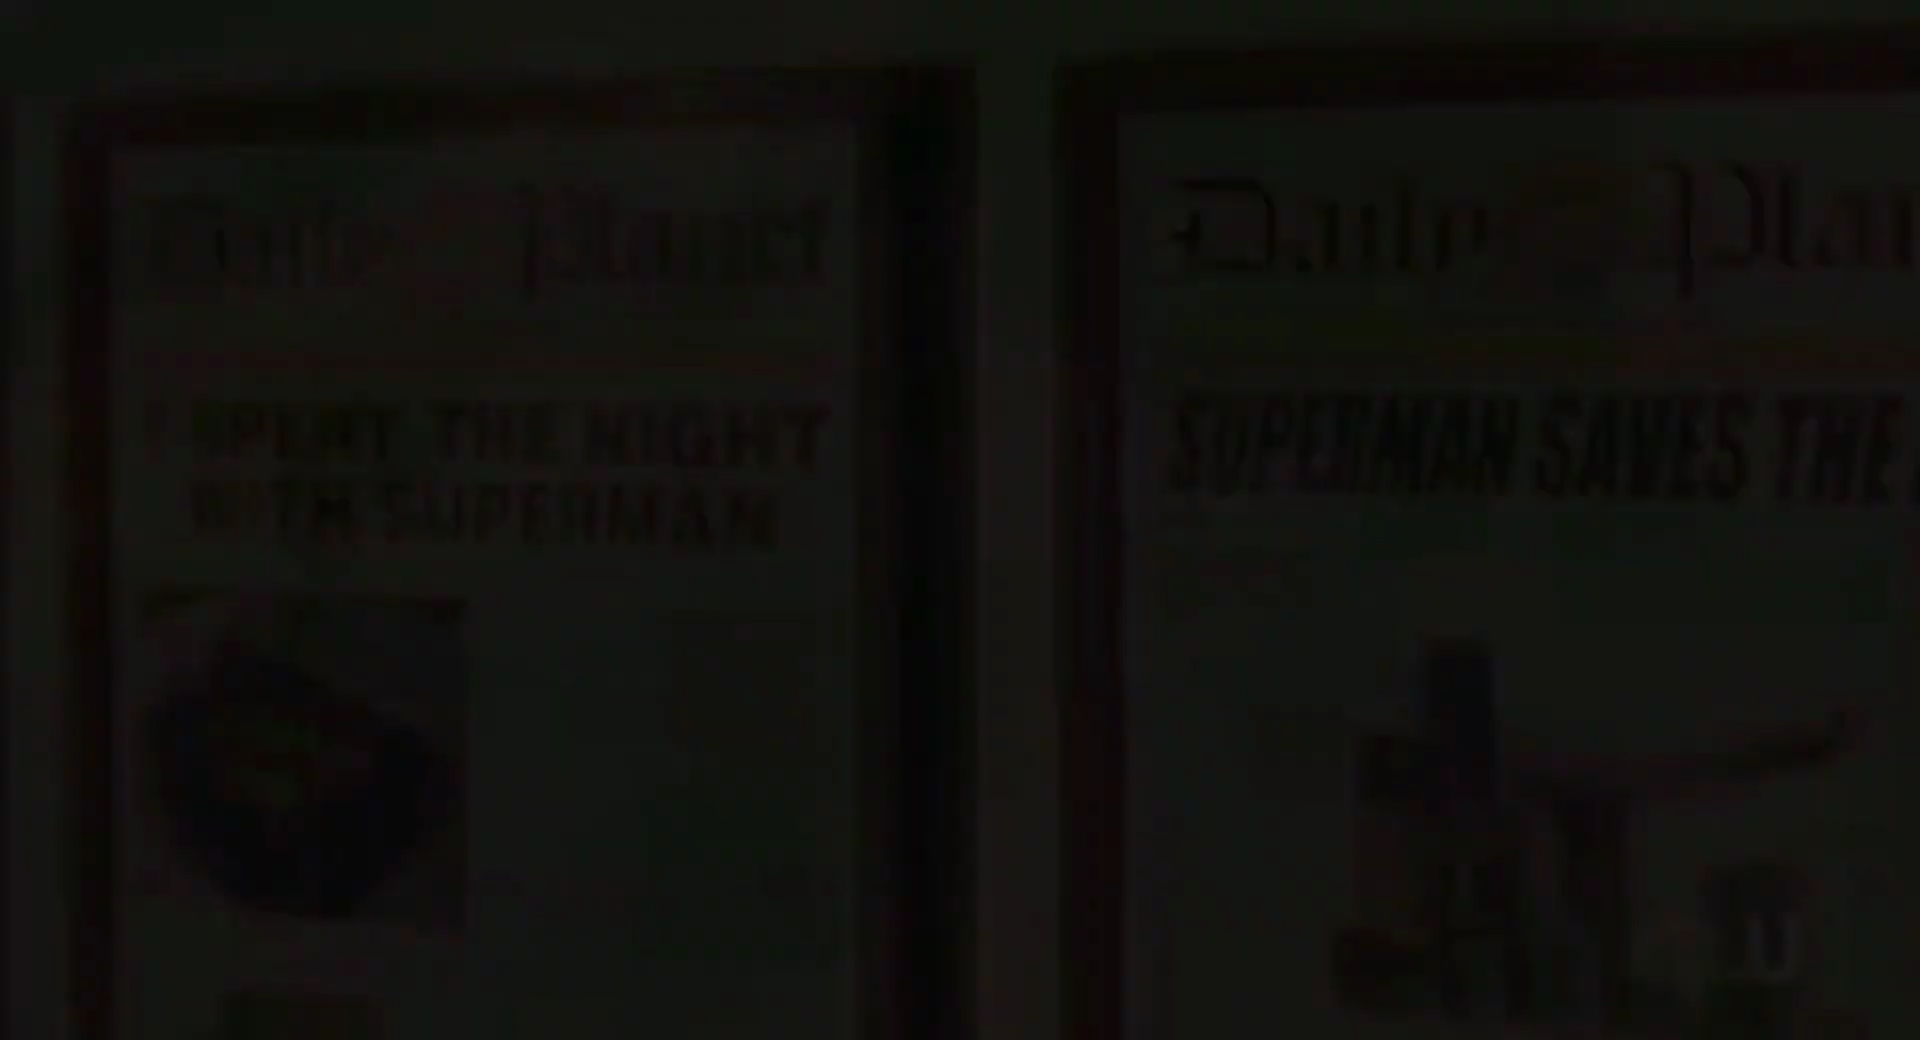 Daily Planet
I SPENT THE NIGHT
WITH SUPERMAN
Daily Plan
SUPERMAN SAVES THE